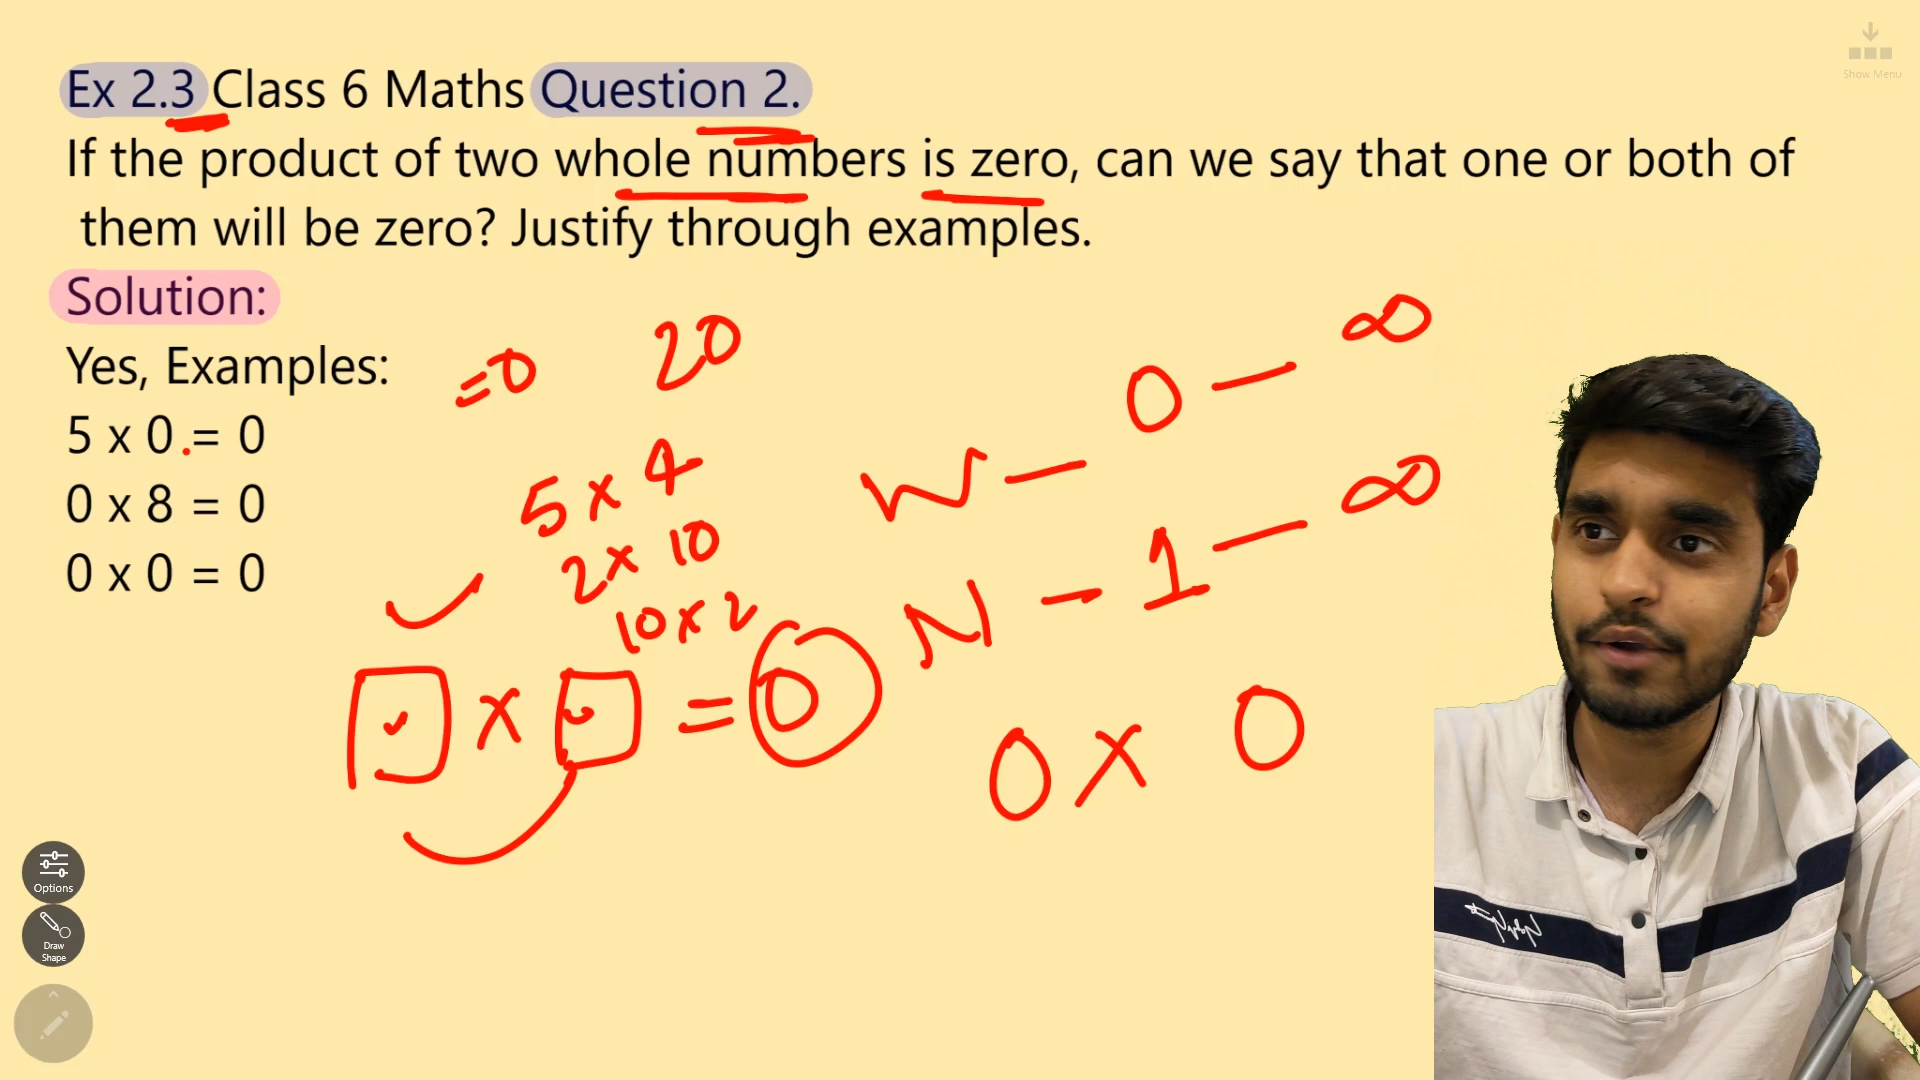 Show Menu
Ex 2.3 Class 6 Maths Question 2.
If the product of two whole numbers is zero, can we say that one or both of
them will be zero? Justify through examples.
Solution:
Yes, Examples:
5 x 0 = 0
0 x 8 = 0
0 x 0 = 0
= 0
20
5 x 4
2 x 10
10 x 2
x = 0
W — 0 — ∞
N — 1 — ∞
0 x 0
Options
Draw
Shape